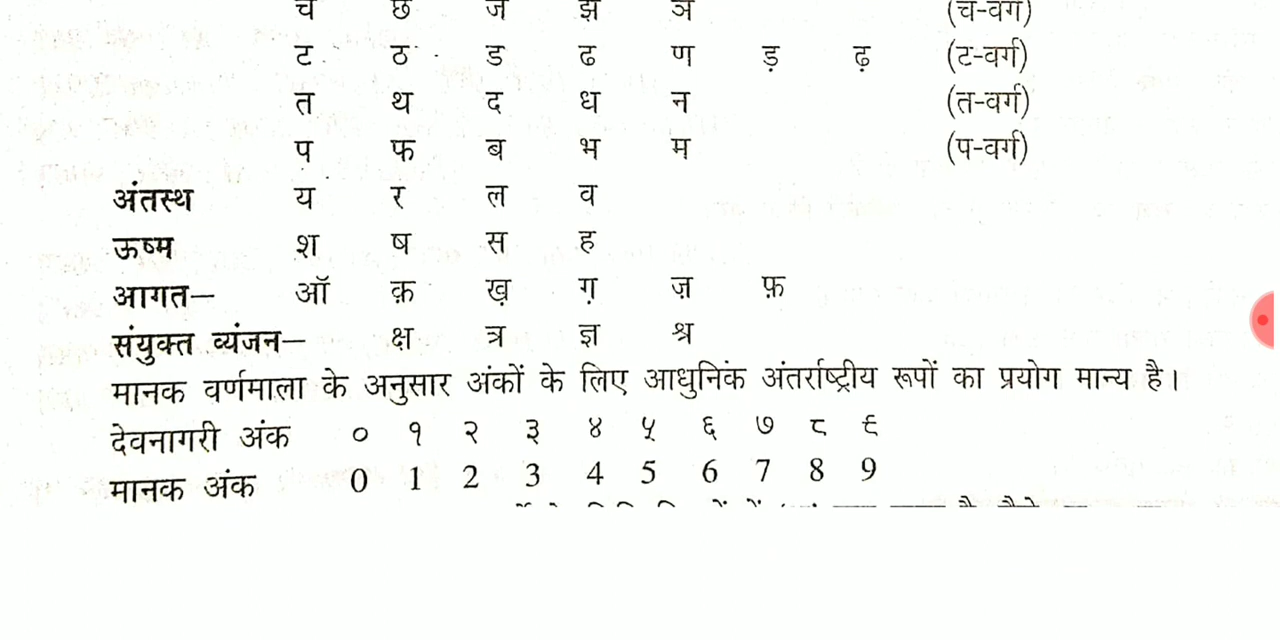 च छ ज झ ञ (च-वर्ग)
ट ठ ड ढ ण ड़ ढ़ (ट-वर्ग)
त थ द ध न (त-वर्ग)
प फ ब भ म (प-वर्ग)
अंतस्थ य र ल व
ऊष्म श ष स ह
आगत– ऑ क़ ख़ ग़ ज़ फ़
संयुक्त व्यंजन– क्ष त्र ज्ञ श्र
मानक वर्णमाला के अनुसार अंकों के लिए आधुनिक अंतर्राष्ट्रीय रूपों का प्रयोग मान्य है।
देवनागरी अंक ० १ २ ३ ४ ५ ६ ७ ८ ९
मानक अंक 0 1 2 3 4 5 6 7 8 9